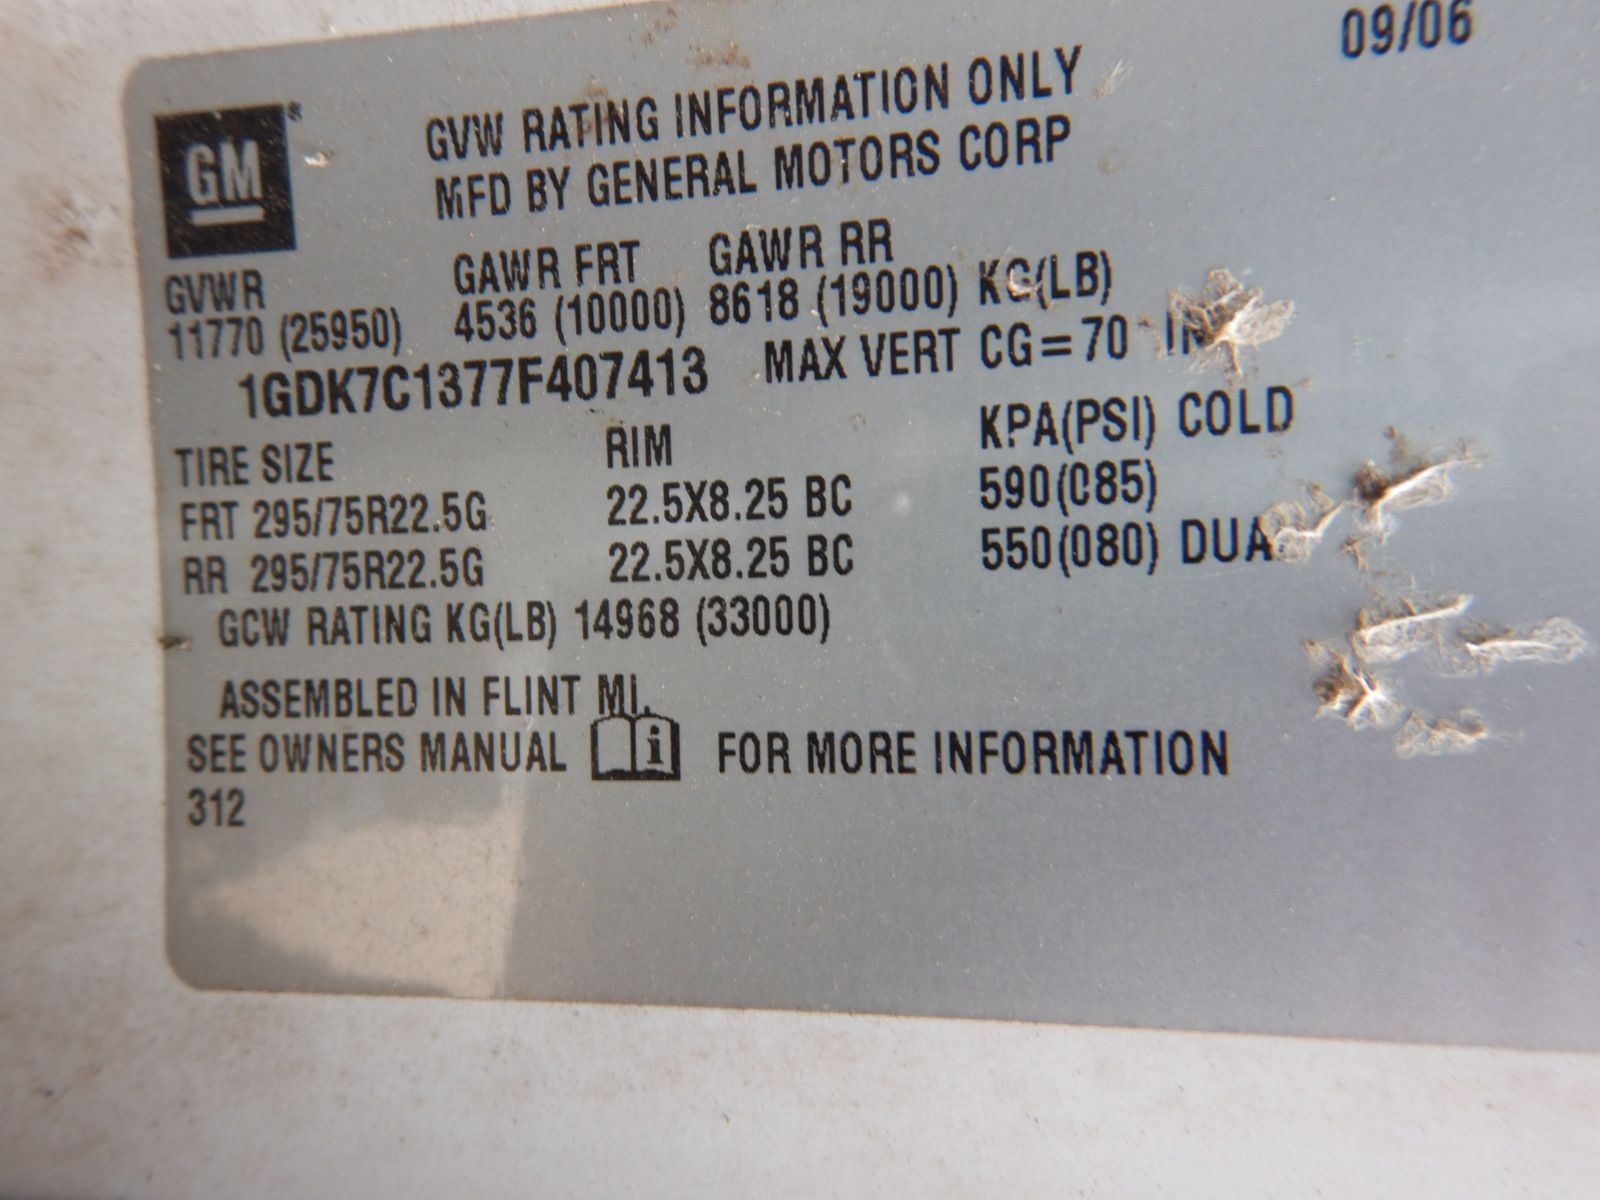 09/06
GM®
GVW RATING INFORMATION ONLY
MFD BY GENERAL MOTORS CORP
GVWR GAWR FRT GAWR RR
11770 (25950) 4536 (10000) 8618 (19000) KG(LB)
1GDK7C1377F407413 MAX VERT CG=70 IN
TIRE SIZE RIM KPA(PSI) COLD
FRT 295/75R22.5G 22.5X8.25 BC 590(085)
RR 295/75R22.5G 22.5X8.25 BC 550(080) DUAL
GCW RATING KG(LB) 14968 (33000)
ASSEMBLED IN FLINT MI.
SEE OWNERS MANUAL i FOR MORE INFORMATION
312